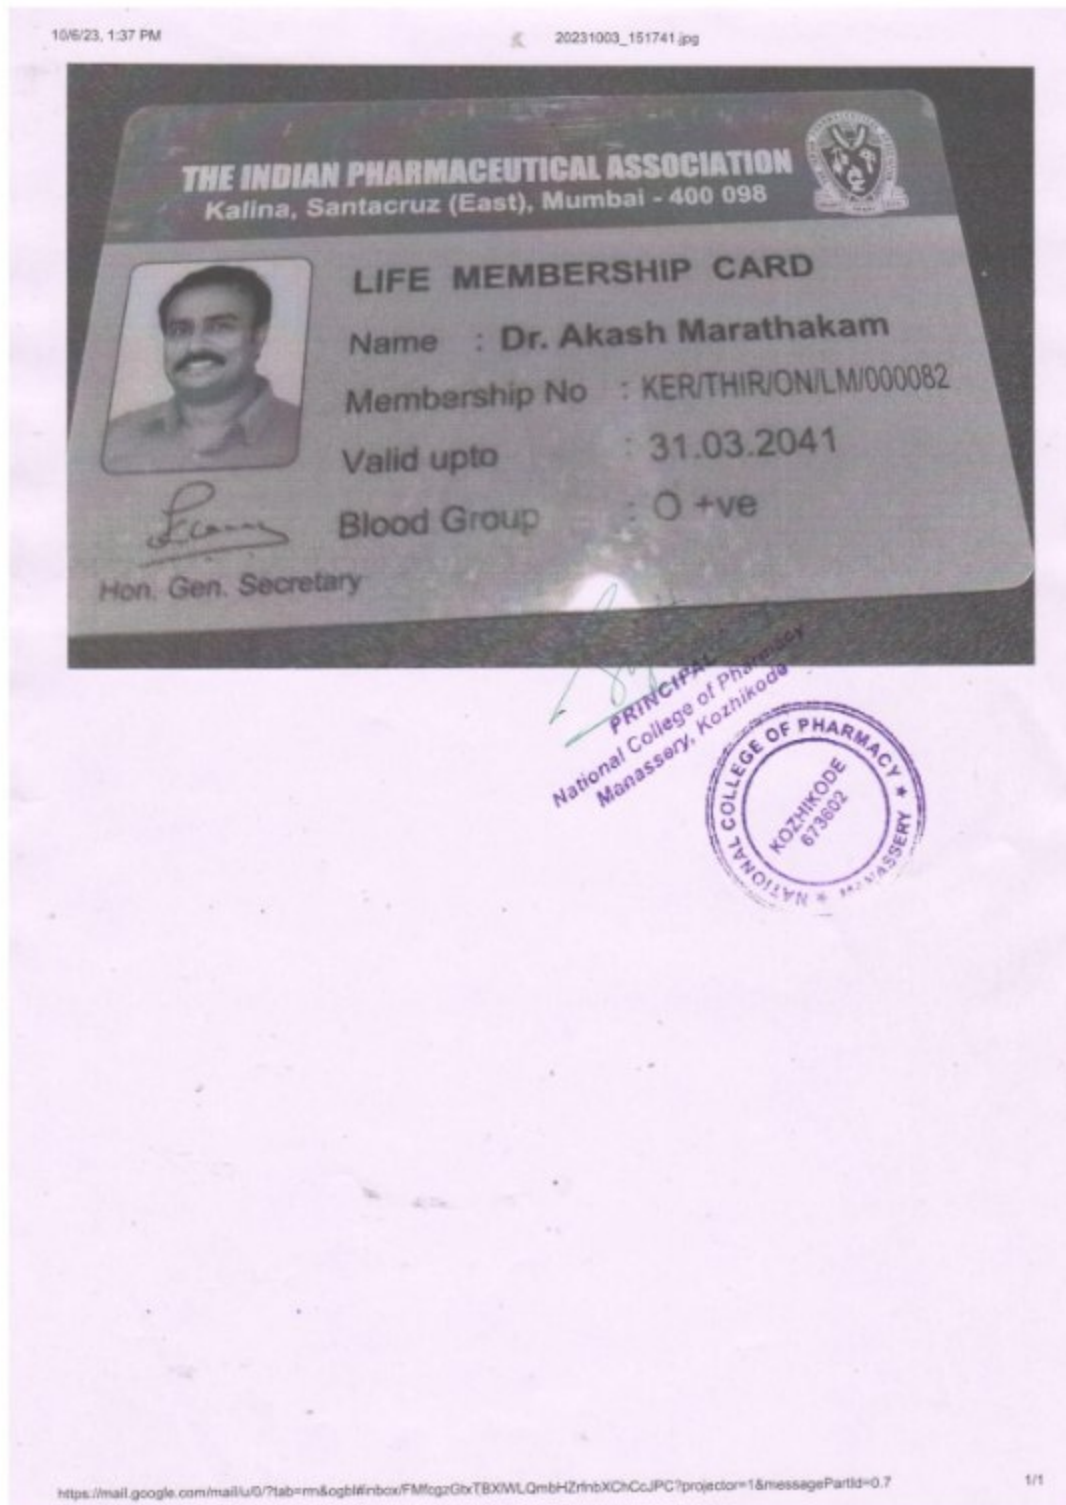 10/6/23, 1:37 PM
20231003_151741.jpg
THE INDIAN PHARMACEUTICAL ASSOCIATION
Kalina, Santacruz (East), Mumbai - 400 098
LIFE MEMBERSHIP CARD
Name : Dr. Akash Marathakam
Membership No : KER/THIR/ON/LM/000082
Valid upto : 31.03.2041
Blood Group : O +ve
Hon. Gen. Secretary
PRINCIPAL
National College of Pharmacy
Manassery, Kozhikode
NATIONAL COLLEGE OF PHARMACY * MANASSERY *
KOZHIKODE
673602
1/1